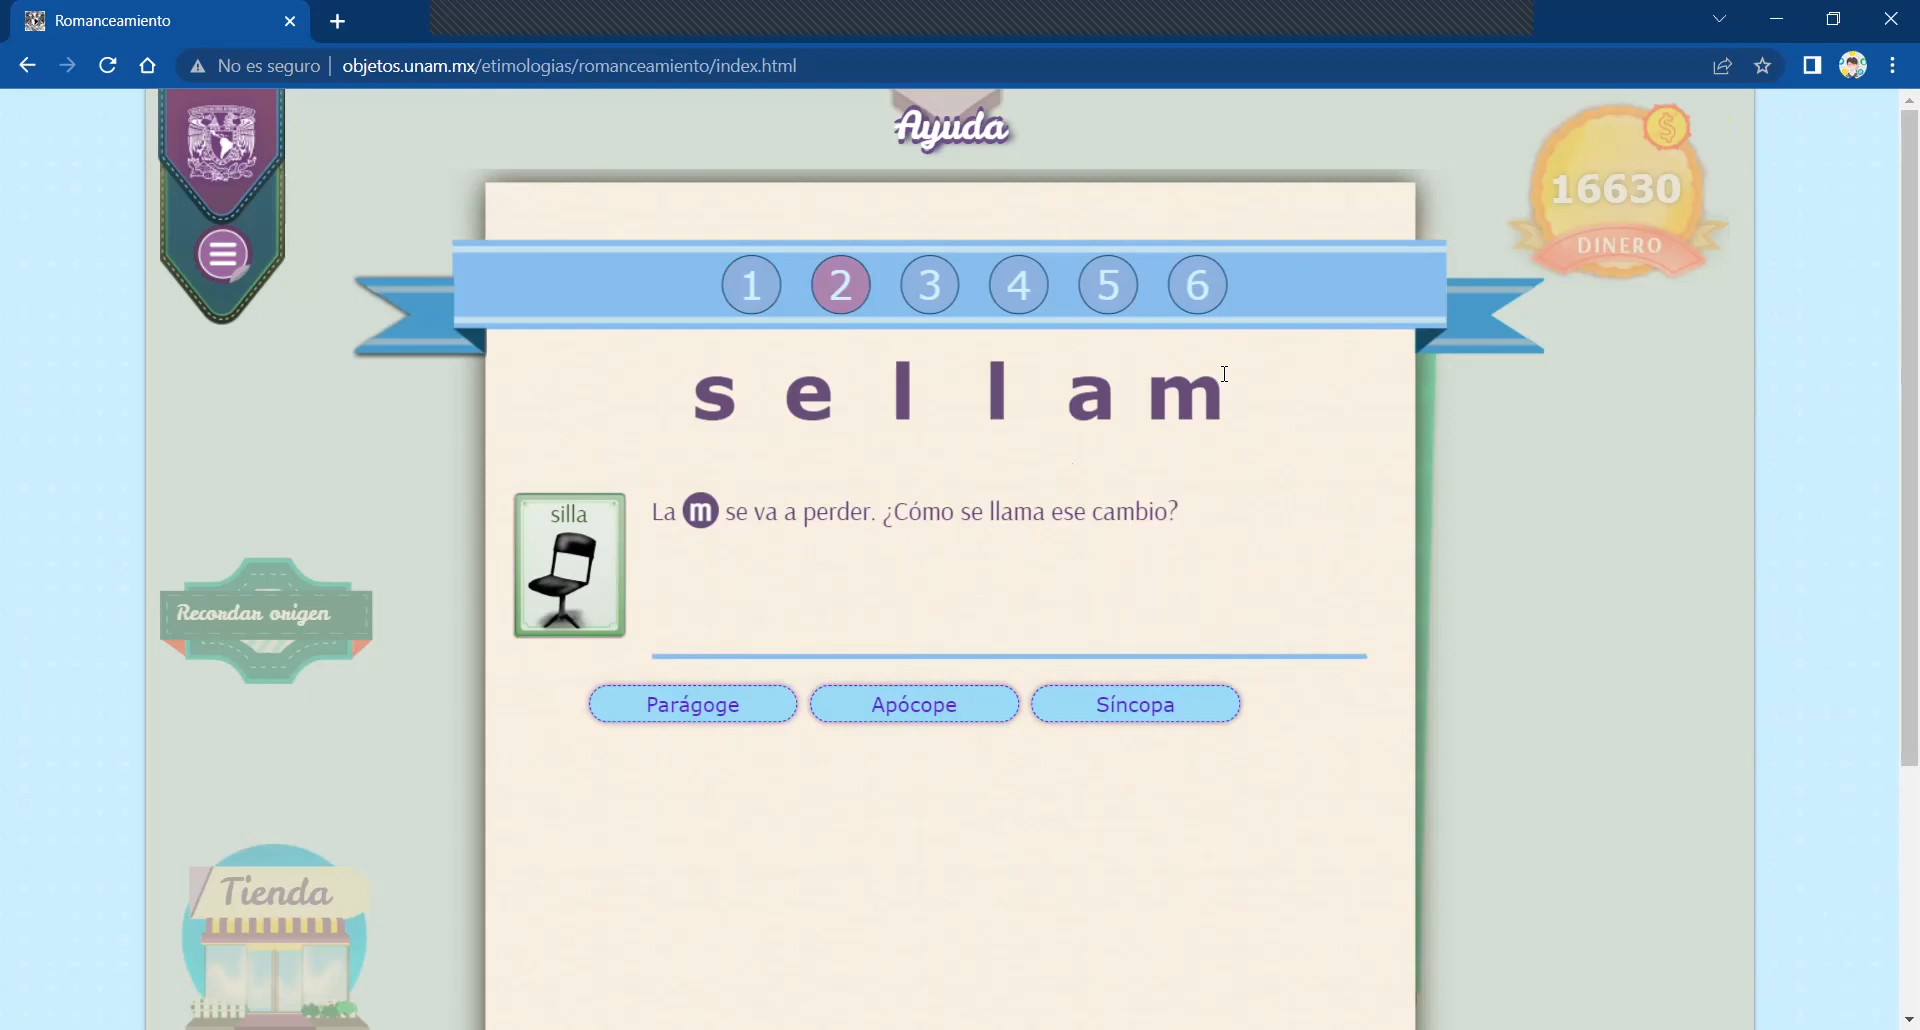 Romanceamiento
No es seguro | objetos.unam.mx/etimologias/romanceamiento/index.html
Ayuda
16630
DINERO
1 2 3 4 5 6
s e l l a m
silla
La m se va a perder. ¿Cómo se llama ese cambio?
Recordar origen
Parágoge Apócope Síncopa
Tienda